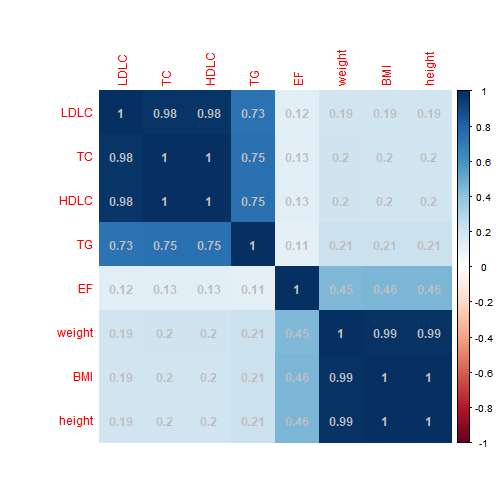 LDLC TC HDLC TG EF weight BMI height
LDLC 1 0.98 0.98 0.73 0.12 0.19 0.19 0.19 1
TC 0.98 1 1 0.75 0.13 0.2 0.2 0.2 0.8
HDLC 0.98 1 1 0.75 0.13 0.2 0.2 0.2 0.6
0.4
TG 0.73 0.75 0.75 1 0.11 0.21 0.21 0.21 0.2
EF 0.12 0.13 0.13 0.11 1 0.45 0.46 0.46 0
-0.2
weight 0.19 0.2 0.2 0.21 0.45 1 0.99 0.99 -0.4
BMI 0.19 0.2 0.2 0.21 0.46 0.99 1 1 -0.6
height 0.19 0.2 0.2 0.21 0.46 0.99 1 1 -0.8
-1